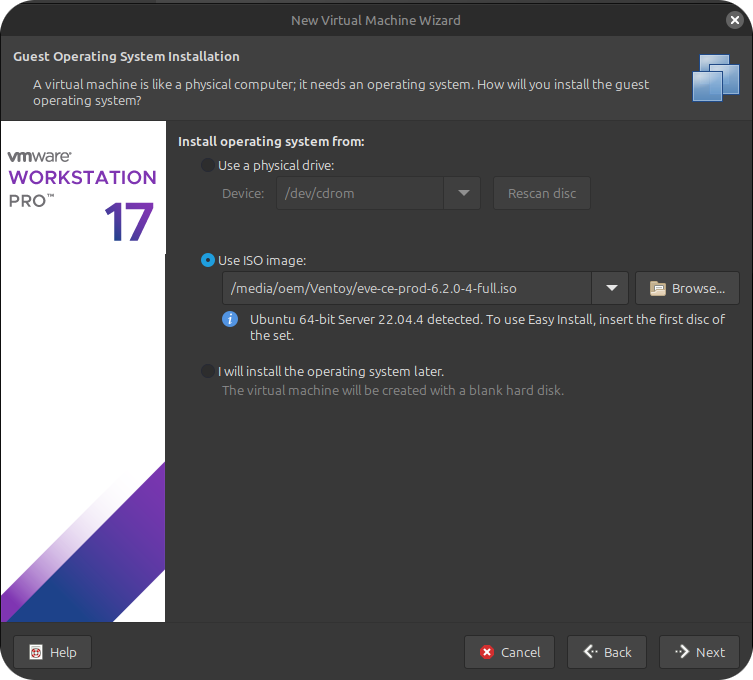 New Virtual Machine Wizard
Guest Operating System Installation
A virtual machine is like a physical computer; it needs an operating system. How will you install the guest
operating system?
vmware®
WORKSTATION
PRO™
17
Install operating system from:
Use a physical drive:
Device: /dev/cdrom Rescan disc
Use ISO image:
/media/oem/Ventoy/eve-ce-prod-6.2.0-4-full.iso Browse...
Ubuntu 64-bit Server 22.04.4 detected. To use Easy Install, insert the first disc of
the set.
I will install the operating system later.
The virtual machine will be created with a blank hard disk.
Help Cancel Back Next